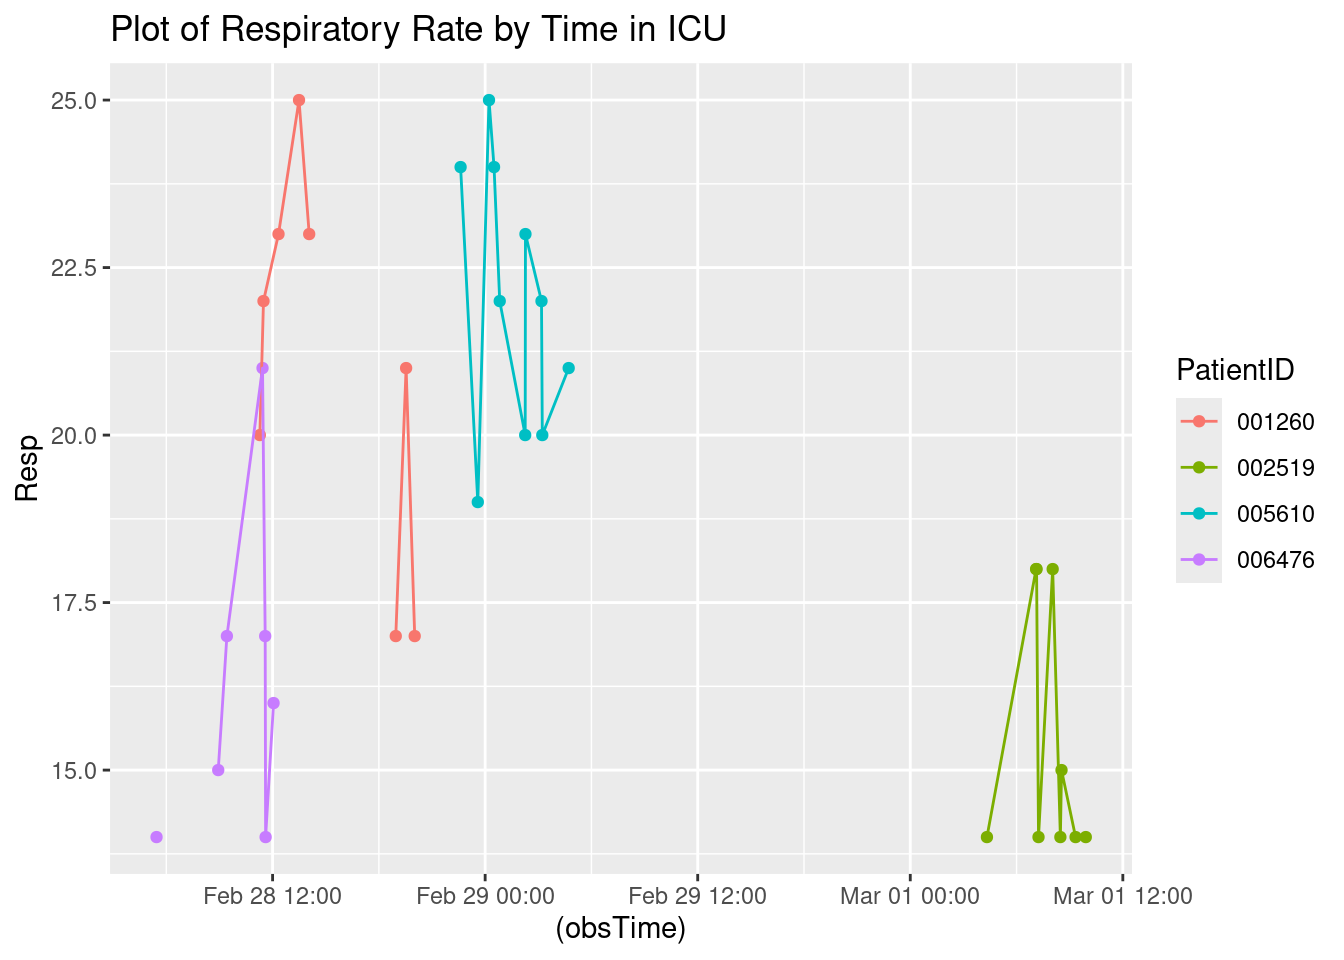 Plot of Respiratory Rate by Time in ICU
25.0
22.5
20.0
17.5
15.0
Resp
Feb 28 12:00
Feb 29 00:00
Feb 29 12:00
Mar 01 00:00
Mar 01 12:00
(obsTime)
PatientID
001260
002519
005610
006476